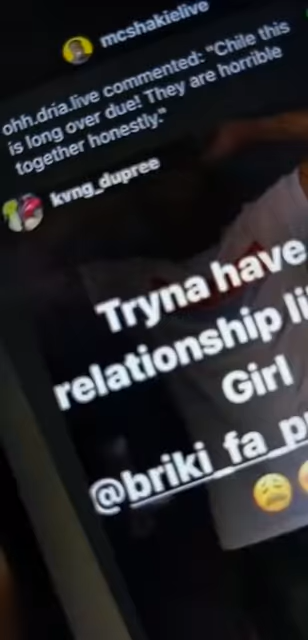 mcshakielive
ohh.dria.live commented: "Chile this
is long over due! They are horrible
together honestly."
kvng_dupree
Tryna have
relationship
Girl
@briki_fa_p